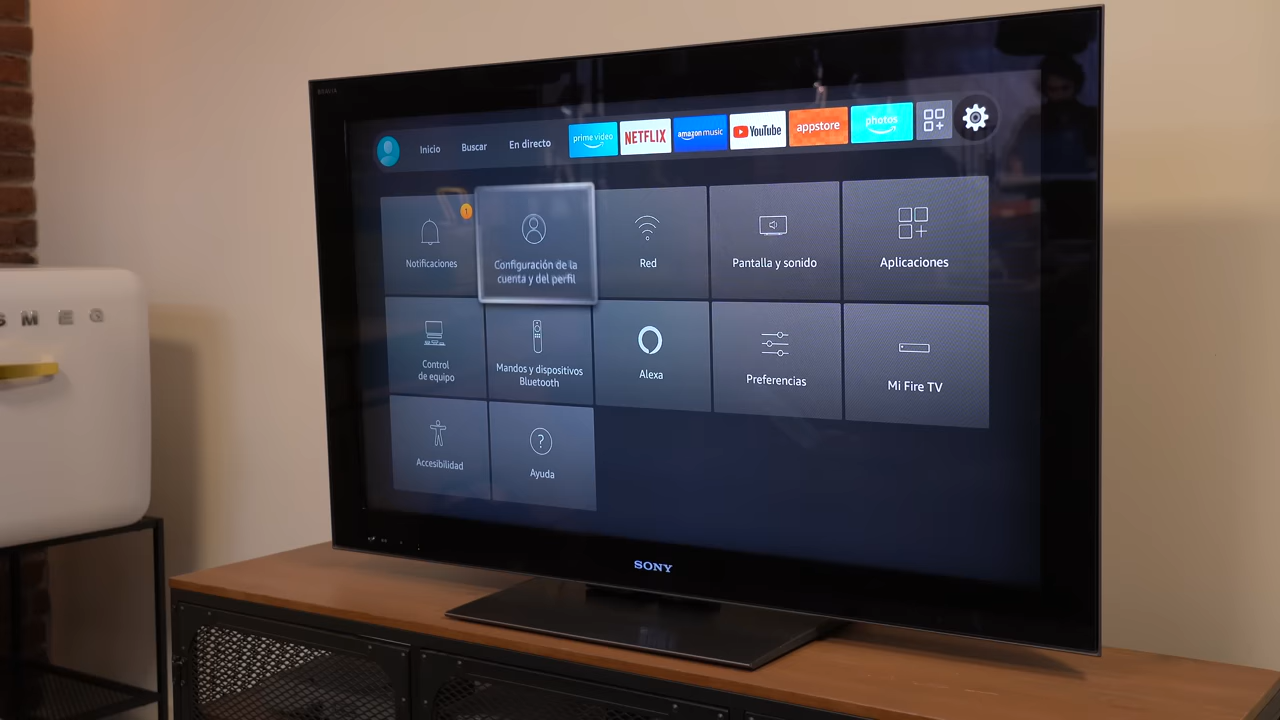 BRAVIA
Inicio
Buscar
En directo
prime video
NETFLIX
amazon music
YouTube
appstore
photos
1
Notificaciones
Configuración de la
cuenta y del perfil
Red
Pantalla y sonido
Aplicaciones
Control
de equipo
Mandos y dispositivos
Bluetooth
Alexa
Preferencias
Mi Fire TV
Accesibilidad
Ayuda
SMEG
SONY